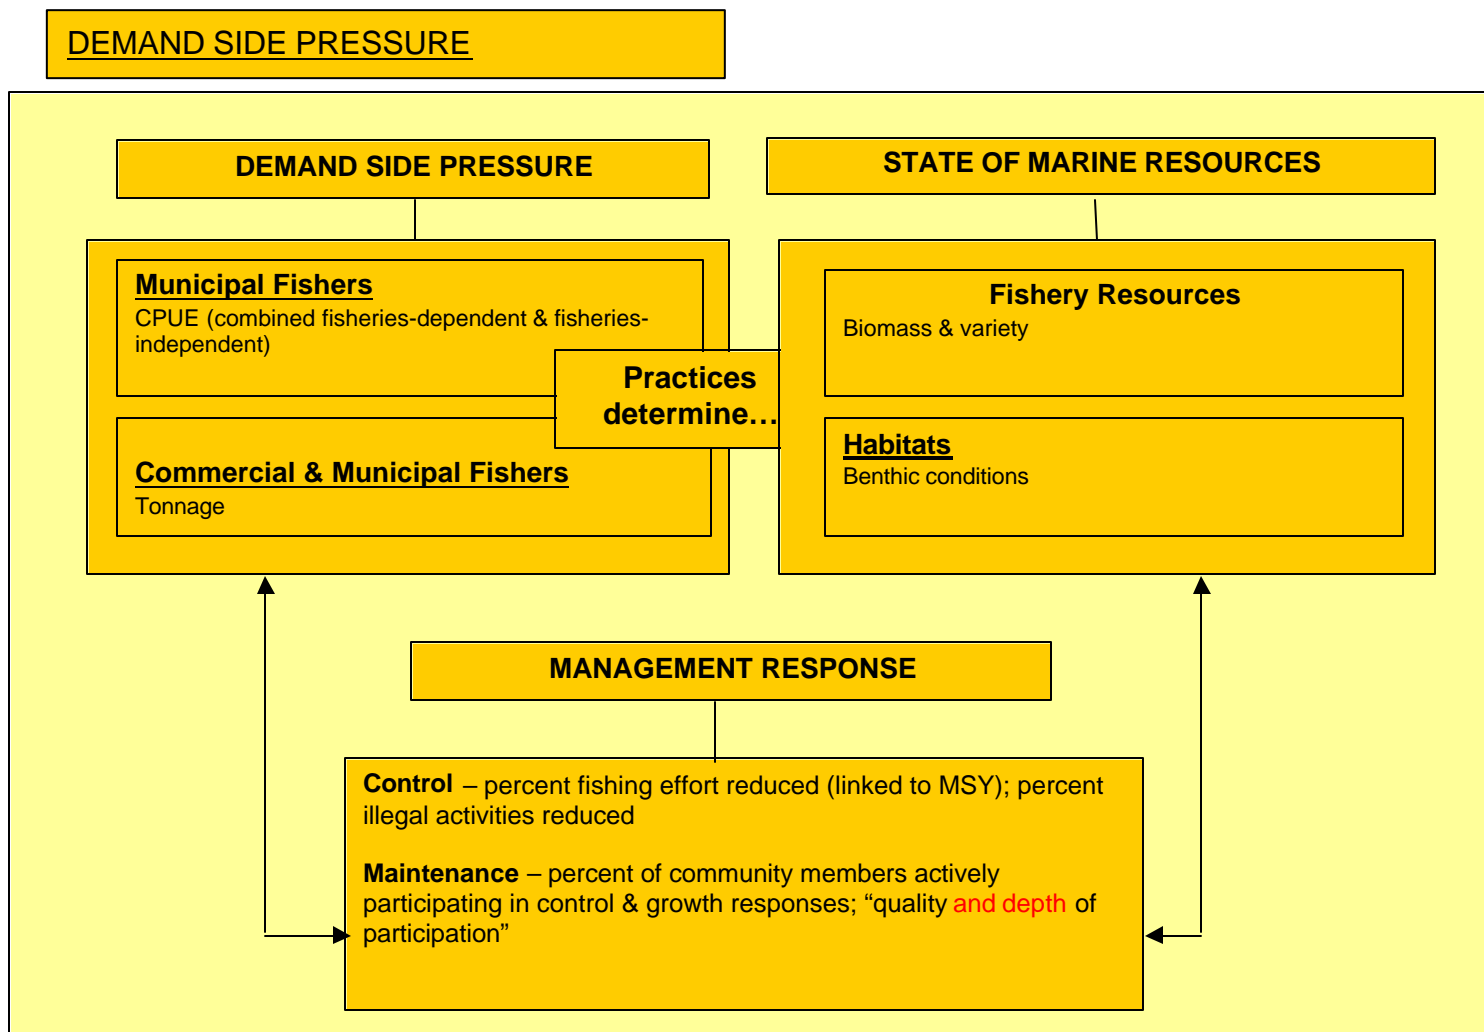 DEMAND SIDE PRESSURE
DEMAND SIDE PRESSURE
STATE OF MARINE RESOURCES
Municipal Fishers
CPUE (combined fisheries-dependent & fisheries-
independent)
Commercial & Municipal Fishers
Tonnage
Practices
determine…
Fishery Resources
Biomass & variety
Habitats
Benthic conditions
MANAGEMENT RESPONSE
Control – percent fishing effort reduced (linked to MSY); percent
illegal activities reduced
Maintenance – percent of community members actively
participating in control & growth responses; “quality and depth of
participation”